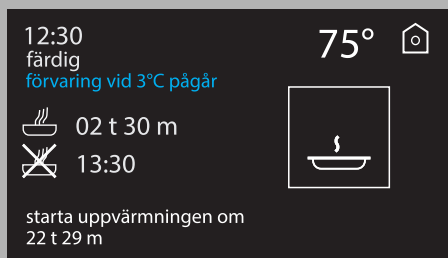 12:30
75°
färdig
förvaring vid 3°C pågår
02 t 30 m
13:30
starta uppvärmningen om
22 t 29 m